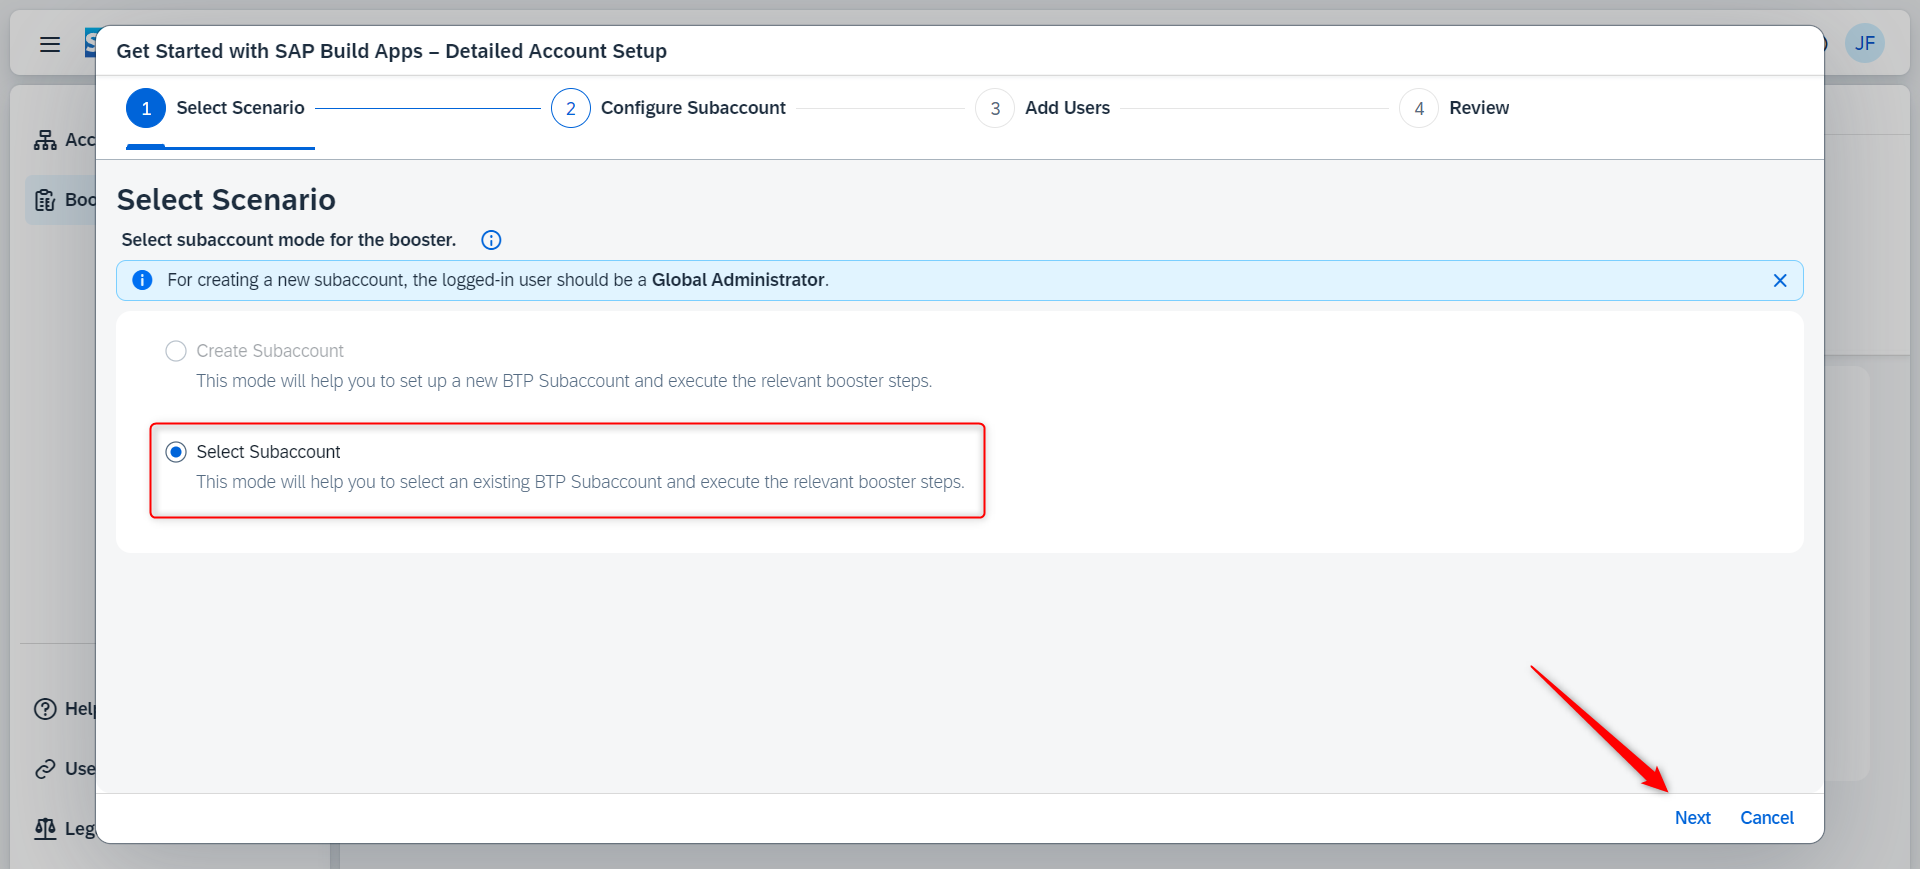 Get Started with SAP Build Apps – Detailed Account Setup
JF
1 Select Scenario
2 Configure Subaccount
3 Add Users
4 Review
Select Scenario
Select subaccount mode for the booster.
For creating a new subaccount, the logged-in user should be a Global Administrator.
Create Subaccount
This mode will help you to set up a new BTP Subaccount and execute the relevant booster steps.
Select Subaccount
This mode will help you to select an existing BTP Subaccount and execute the relevant booster steps.
Acc
Boo
Help
Use
Leg
Next
Cancel